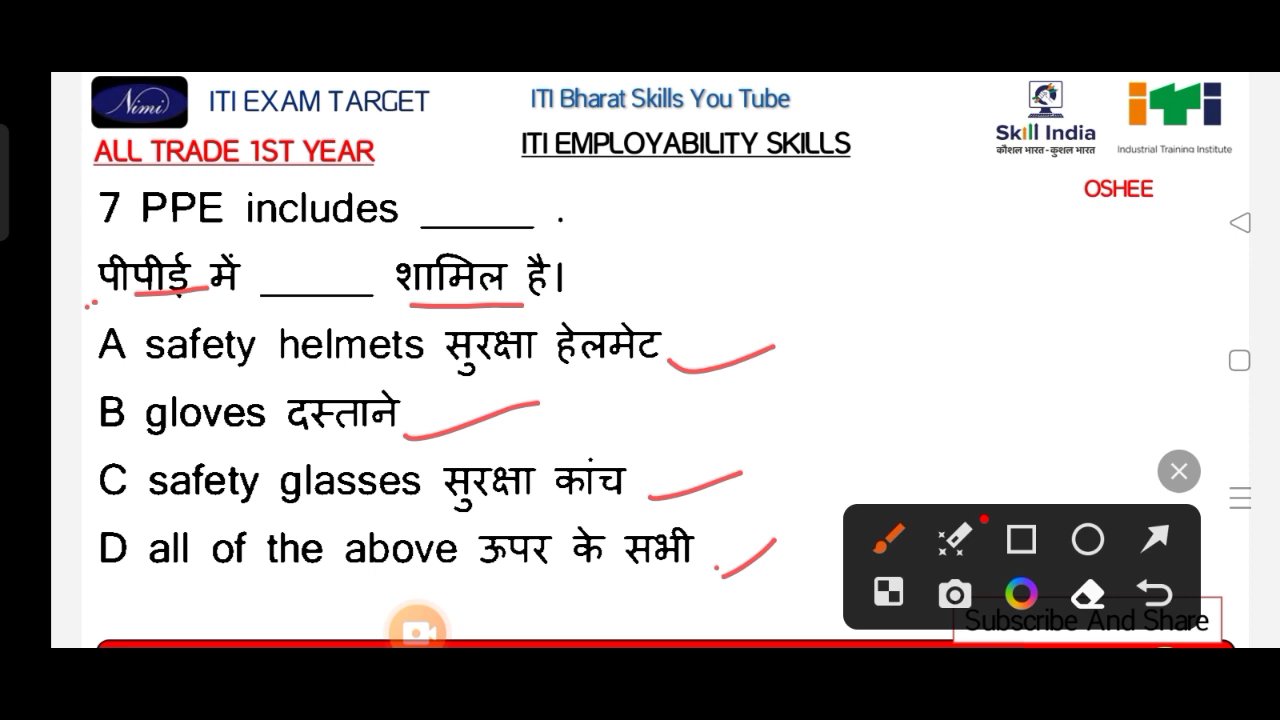 Nimi
ITI EXAM TARGET
ITI Bharat Skills You Tube
Skill India
कौशल भारत - कुशल भारत
iTi
Industrial Training Institute
ALL TRADE 1ST YEAR
ITI EMPLOYABILITY SKILLS
OSHEE
7 PPE includes _____ .
पीपीई में _____ शामिल है।
A safety helmets सुरक्षा हेलमेट
B gloves दस्ताने
C safety glasses सुरक्षा कांच
D all of the above ऊपर के सभी
Subscribe And Share